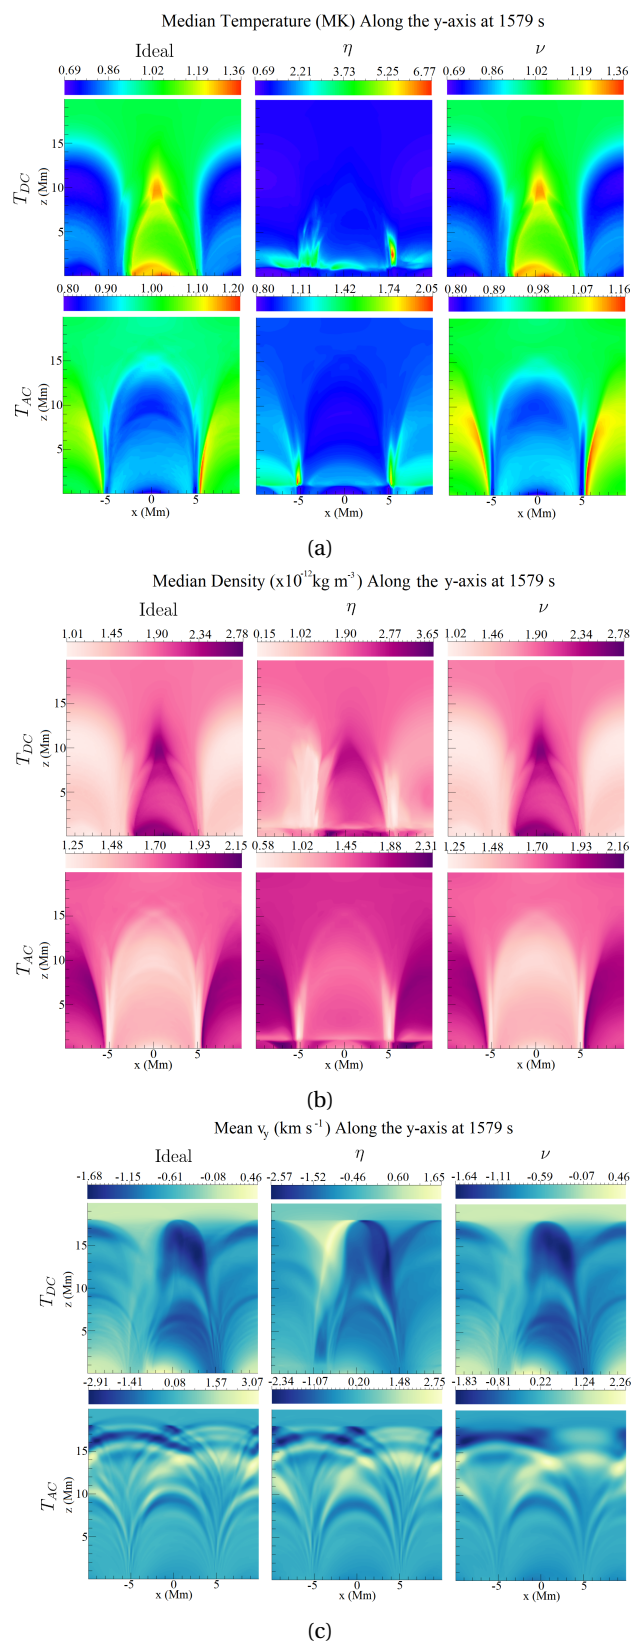 Median Temperature (MK) Along the y-axis at 1579 s
Ideal η ν
0.69 0.86 1.02 1.19 1.36 0.69 2.21 3.73 5.25 6.77 0.69 0.86 1.02 1.19 1.36
T_DC
z (Mm)
15
10
5
0.80 0.90 1.00 1.10 1.20 0.80 1.11 1.42 1.74 2.05 0.80 0.89 0.98 1.07 1.16
T_AC
z (Mm)
15
10
5
-5 0 5 -5 0 5 -5 0 5
x (Mm) x (Mm) x (Mm)
(a)
Median Density (x10⁻¹²kg m⁻³) Along the y-axis at 1579 s
Ideal η ν
1.01 1.45 1.90 2.34 2.78 0.15 1.02 1.90 2.77 3.65 1.02 1.46 1.90 2.34 2.78
T_DC
z (Mm)
15
10
5
1.25 1.48 1.70 1.93 2.15 0.58 1.02 1.45 1.88 2.31 1.25 1.48 1.70 1.93 2.16
T_AC
z (Mm)
15
10
5
-5 0 5 -5 0 5 -5 0 5
x (Mm) x (Mm) x (Mm)
(b)
Mean v_y (km s⁻¹) Along the y-axis at 1579 s
Ideal η ν
-1.68 -1.15 -0.61 -0.08 0.46 -2.57 -1.52 -0.46 0.60 1.65 -1.64 -1.11 -0.59 -0.07 0.46
T_DC
z (Mm)
15
10
5
-2.91 -1.41 0.08 1.57 3.07 -2.34 -1.07 0.20 1.48 2.75 -1.83 -0.81 0.22 1.24 2.26
T_AC
z (Mm)
15
10
5
-5 0 5 -5 0 5 -5 0 5
x (Mm) x (Mm) x (Mm)
(c)